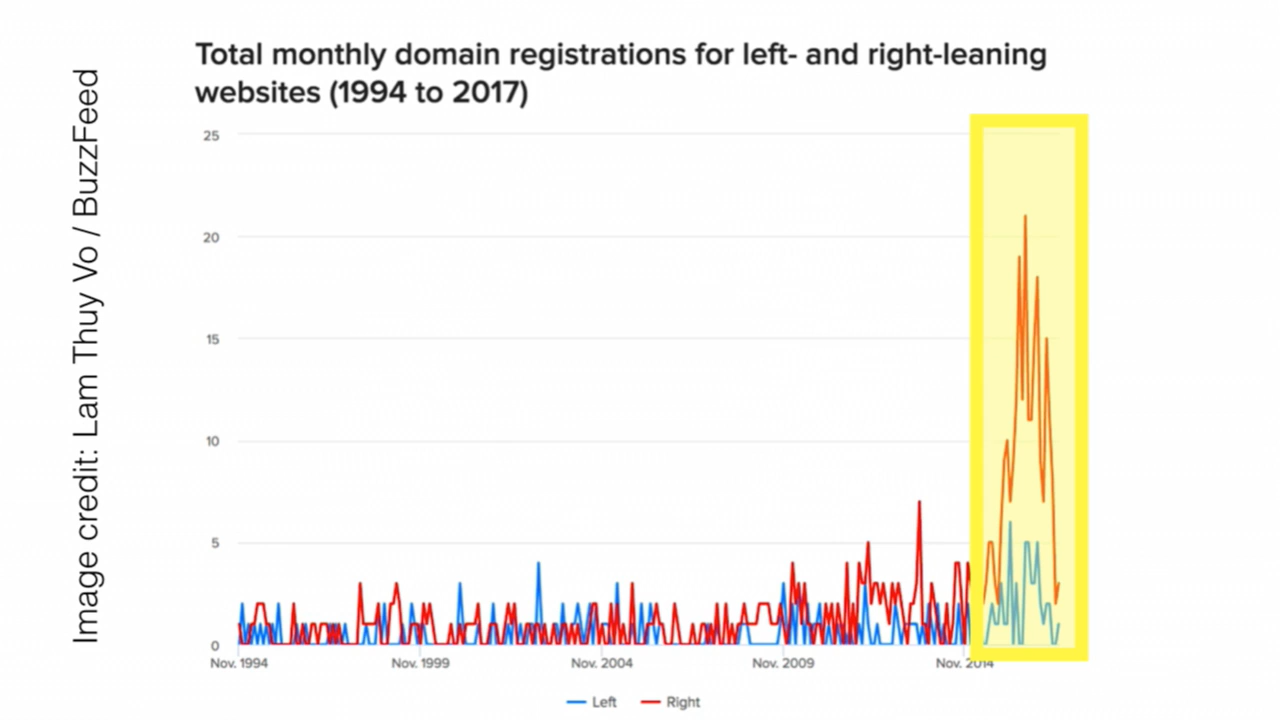 Image credit: Lam Thuy Vo / BuzzFeed
Total monthly domain registrations for left- and right-leaning
websites (1994 to 2017)
25
20
15
10
5
0
Nov. 1994
Nov. 1999
Nov. 2004
Nov. 2009
Nov. 2014
Left
Right